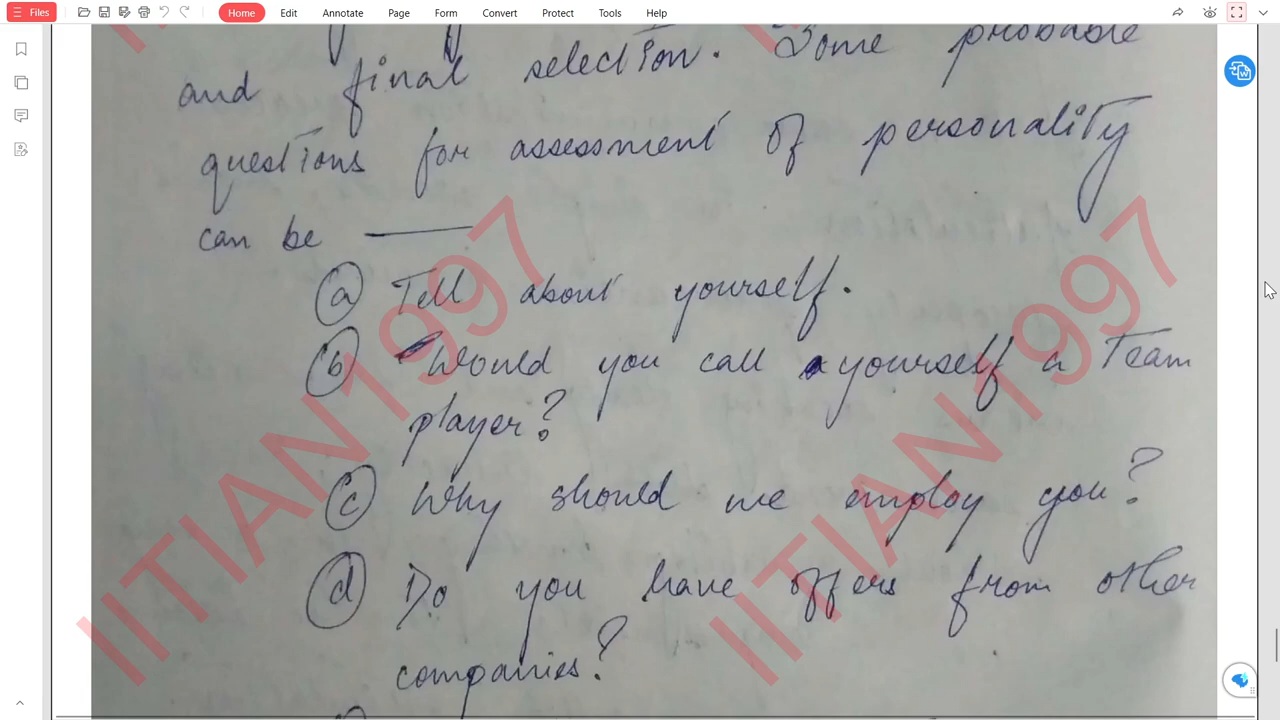 Files
Home
Edit
Annotate
Page
Form
Convert
Protect
Tools
Help
and final selection. Some probable
questions for assessment of personality
can be —
(a) Tell about yourself.
(b) Would you call yourself a Team
player?
(c) Why should we employ you?
(d) Do you have offers from other
companies?
IITIAN1997
IITIAN1997